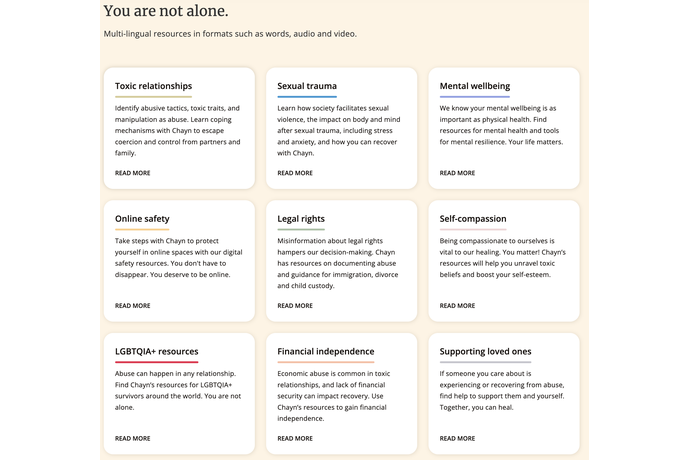 You are not alone.
Multi-lingual resources in formats such as words, audio and video.
Toxic relationships
Identify abusive tactics, toxic traits, and
manipulation as abuse. Learn coping
mechanisms with Chayn to escape
coercion and control from partners and
family.
READ MORE
Sexual trauma
Learn how society facilitates sexual
violence, the impact on body and mind
after sexual trauma, including stress
and anxiety, and how you can recover
with Chayn.
READ MORE
Mental wellbeing
We know your mental wellbeing is as
important as physical health. Find
resources for mental health and tools
for mental resilience. Your life matters.
READ MORE
Online safety
Take steps with Chayn to protect
yourself in online spaces with our digital
safety resources. You don't have to
disappear. You deserve to be online.
READ MORE
Legal rights
Misinformation about legal rights
hampers our decision-making. Chayn
has resources on documenting abuse
and guidance for immigration, divorce
and child custody.
READ MORE
Self-compassion
Being compassionate to ourselves is
vital to our healing. You matter! Chayn's
resources will help you unravel toxic
beliefs and boost your self-esteem.
READ MORE
LGBTQIA+ resources
Abuse can happen in any relationship.
Find Chayn's resources for LGBTQIA+
survivors around the world. You are not
alone.
READ MORE
Financial independence
Economic abuse is common in toxic
relationships, and lack of financial
security can impact recovery. Use
Chayn's resources to gain financial
independence.
READ MORE
Supporting loved ones
If someone you care about is
experiencing or recovering from abuse,
find help to support them and yourself.
Together, you can heal.
READ MORE